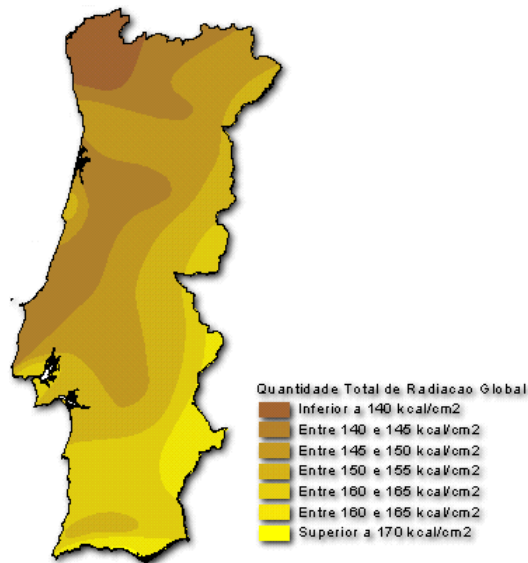 Quantidade Total de Radiacao Global
Inferior a 140 kcal/cm2
Entre 140 e 145 kcal/cm2
Entre 145 e 150 kcal/cm2
Entre 150 e 155 kcal/cm2
Entre 160 e 165 kcal/cm2
Entre 160 e 165 kcal/cm2
Superior a 170 kcal/cm2